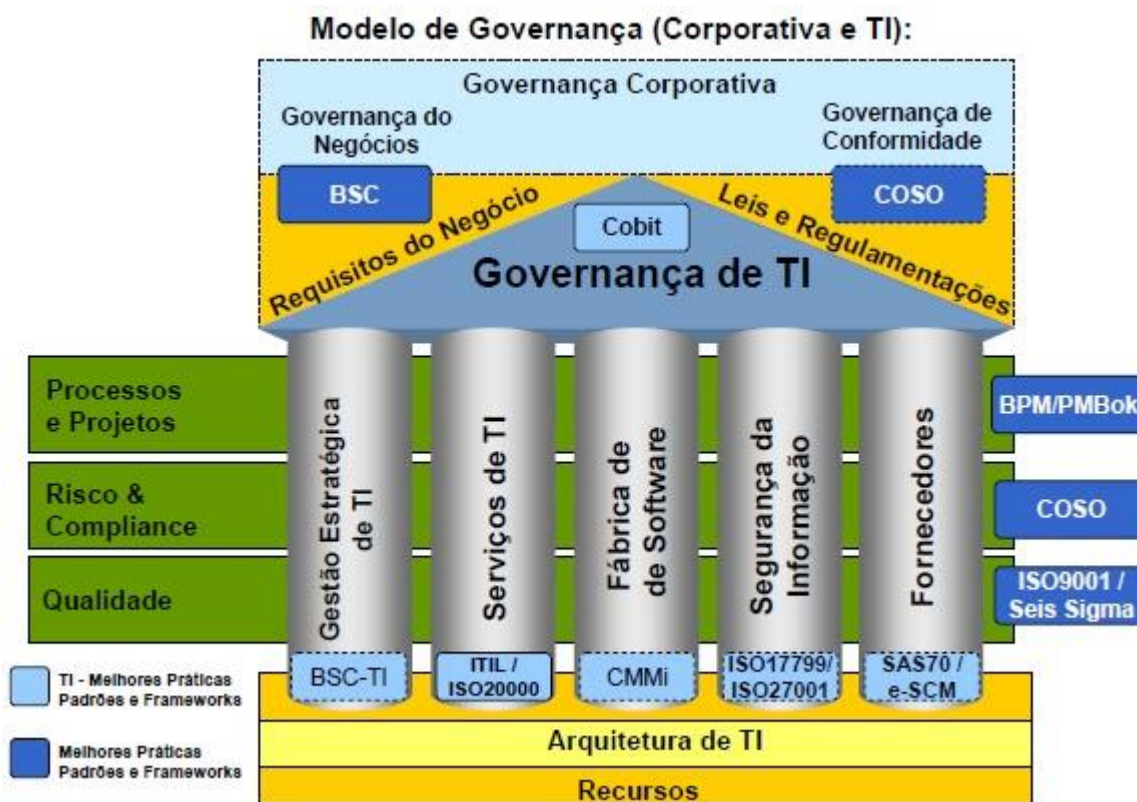 Modelo de Governança (Corporativa e TI):
Governança Corporativa
Governança do
Negócios
Governança de
Conformidade
BSC
COSO
Requisitos do Negócio
Leis e Regulamentações
Cobit
Governança de TI
Processos
e Projetos
BPM/PMBok
Risco &
Compliance
COSO
Qualidade
ISO9001 /
Seis Sigma
Gestão Estratégica
de TI
Serviços de TI
Fábrica de
de Software
Segurança da
Informação
Fornecedores
BSC-TI
ITIL /
ISO20000
CMMi
ISO17799/
ISO27001
SAS70 /
e-SCM
TI - Melhores Práticas
Padrões e Frameworks
Melhores Práticas
Padrões e Frameworks
Arquitetura de TI
Recursos